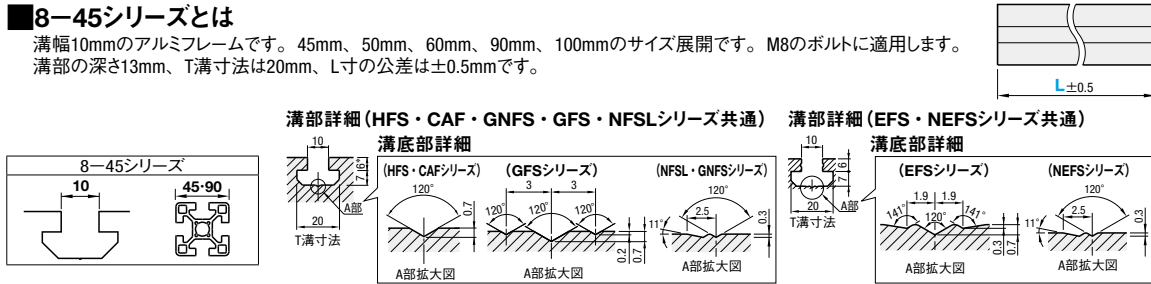 ■8－45シリーズとは
溝幅10mmのアルミフレームです。45mm、50mm、60mm、90mm、100mmのサイズ展開です。M8のボルトに適用します。
溝部の深さ13mm、T溝寸法は20mm、L寸の公差は±0.5mmです。
L±0.5
8－45シリーズ
10
45・90
溝部詳細（HFS・CAF・GNFS・GFS・NFSLシリーズ共通）
10
6
7
20
T溝寸法
A部
溝底部詳細
(HFS・CAFシリーズ)
120°
0.7
A部拡大図
(GFSシリーズ)
3
3
120°
120°
120°
0.2
0.7
A部拡大図
(NFSL・GNFSシリーズ)
120°
2.5
11°
0.3
A部拡大図
溝部詳細（EFS・NEFSシリーズ共通）
10
6
7
20
T溝寸法
A部
溝底部詳細
(EFSシリーズ)
1.9
1.9
141°
120°
141°
0.3
0.7
A部拡大図
(NEFSシリーズ)
120°
2.5
11°
0.3
A部拡大図